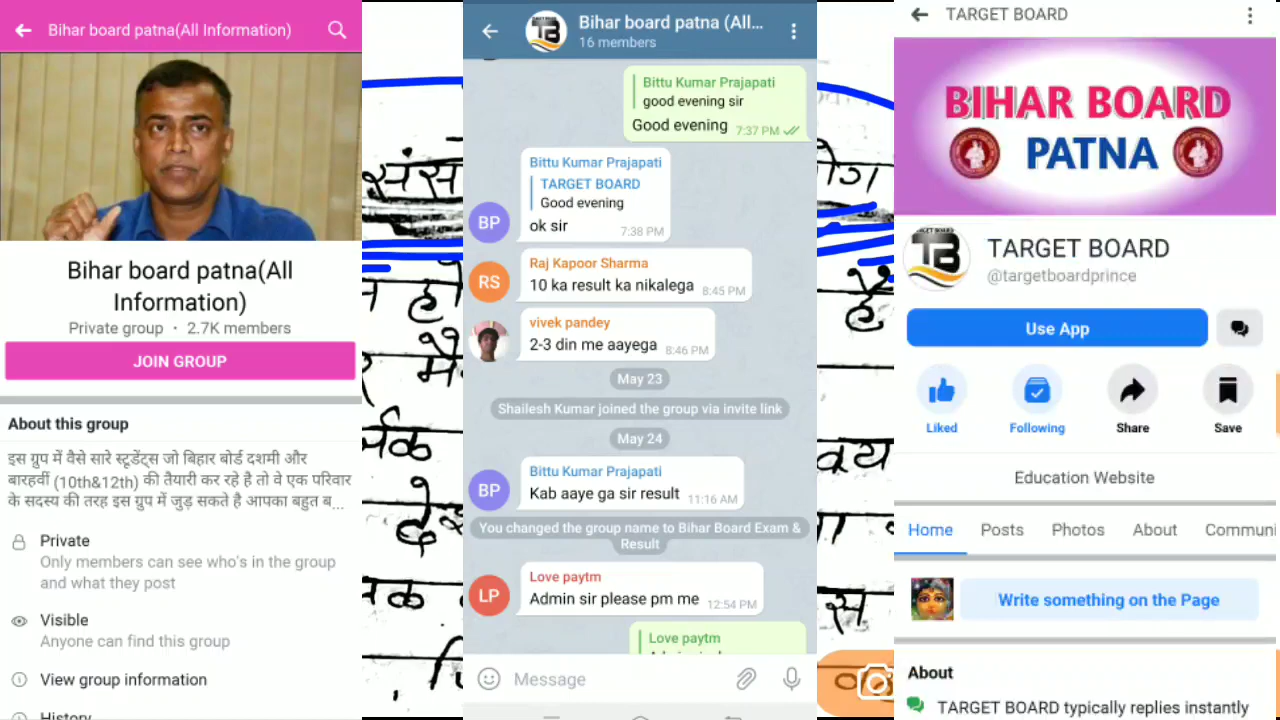 Bihar board patna(All Information)
Bihar board patna(All
Information)
Private group · 2.7K members
JOIN GROUP
About this group
इस ग्रुप में वैसे सारे स्टूडेंट्स जो बिहार बोर्ड दशमी और
बारहवीं (10th&12th) की तैयारी कर रहे है तो वे एक परिवार
के सदस्य की तरह इस ग्रुप में जुड़ सकते है आपका बहुत ब...
Private
Only members can see who's in the group
and what they post
Visible
Anyone can find this group
View group information
History
Bihar board patna (All...
16 members
Bittu Kumar Prajapati
good evening sir
Good evening 7:37 PM
Bittu Kumar Prajapati
TARGET BOARD
Good evening
ok sir 7:38 PM
BP
Raj Kapoor Sharma
10 ka result ka nikalega 8:45 PM
RS
vivek pandey
2-3 din me aayega 8:46 PM
May 23
Shailesh Kumar joined the group via invite link
May 24
Bittu Kumar Prajapati
Kab aaye ga sir result 11:16 AM
BP
You changed the group name to Bihar Board Exam &
Result
Love paytm
Admin sir please pm me 12:54 PM
LP
Love paytm
Message
TARGET BOARD
BIHAR BOARD
PATNA
TARGET BOARD
TB
TARGET BOARD
@targetboardprince
Use App
Liked Following Share Save
Education Website
Home Posts Photos About Communi
Write something on the Page
About
TARGET BOARD typically replies instantly